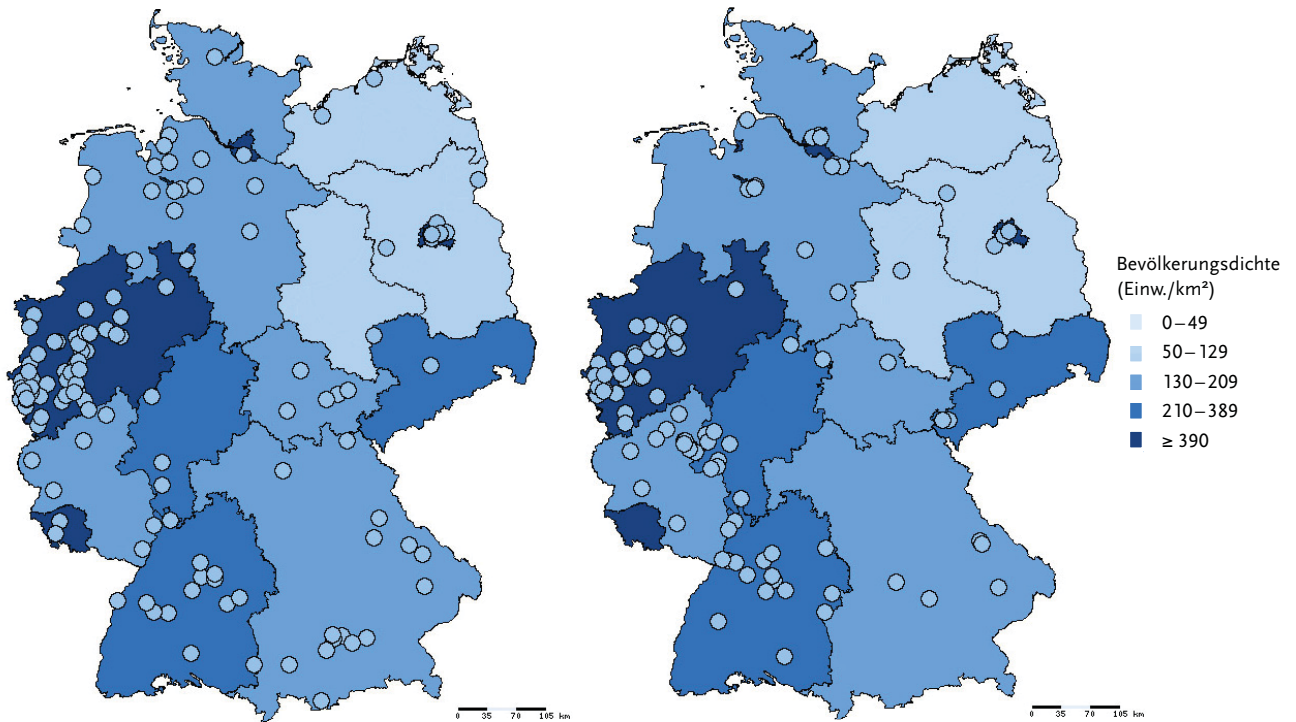 Bevölkerungsdichte
(Einw./km²)
0–49
50–129
130–209
210–389
≥ 390
0 35 70 105 km
0 35 70 105 km